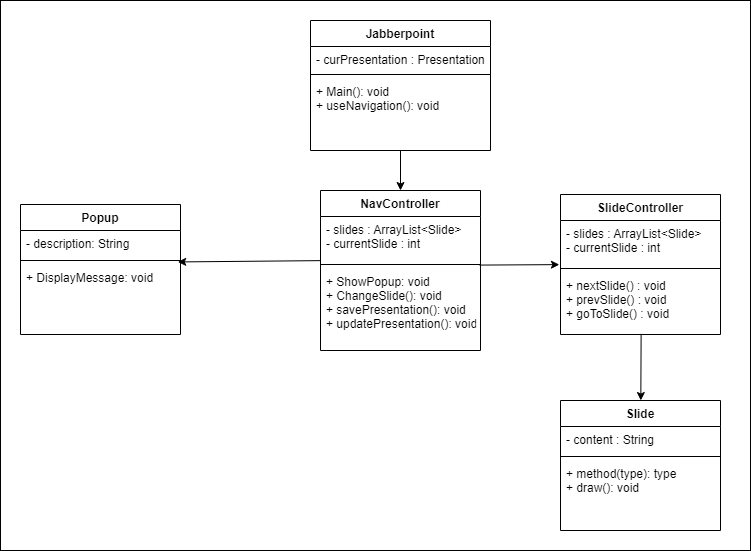 Jabberpoint
- curPresentation : Presentation
+ Main(): void
+ useNavigation(): void
Popup
- description: String
+ DisplayMessage: void
NavController
- slides : ArrayList<Slide>
- currentSlide : int
+ ShowPopup: void
+ ChangeSlide(): void
+ savePresentation(): void
+ updatePresentation(): void
SlideController
- slides : ArrayList<Slide>
- currentSlide : int
+ nextSlide() : void
+ prevSlide() : void
+ goToSlide() : void
Slide
- content : String
+ method(type): type
+ draw(): void